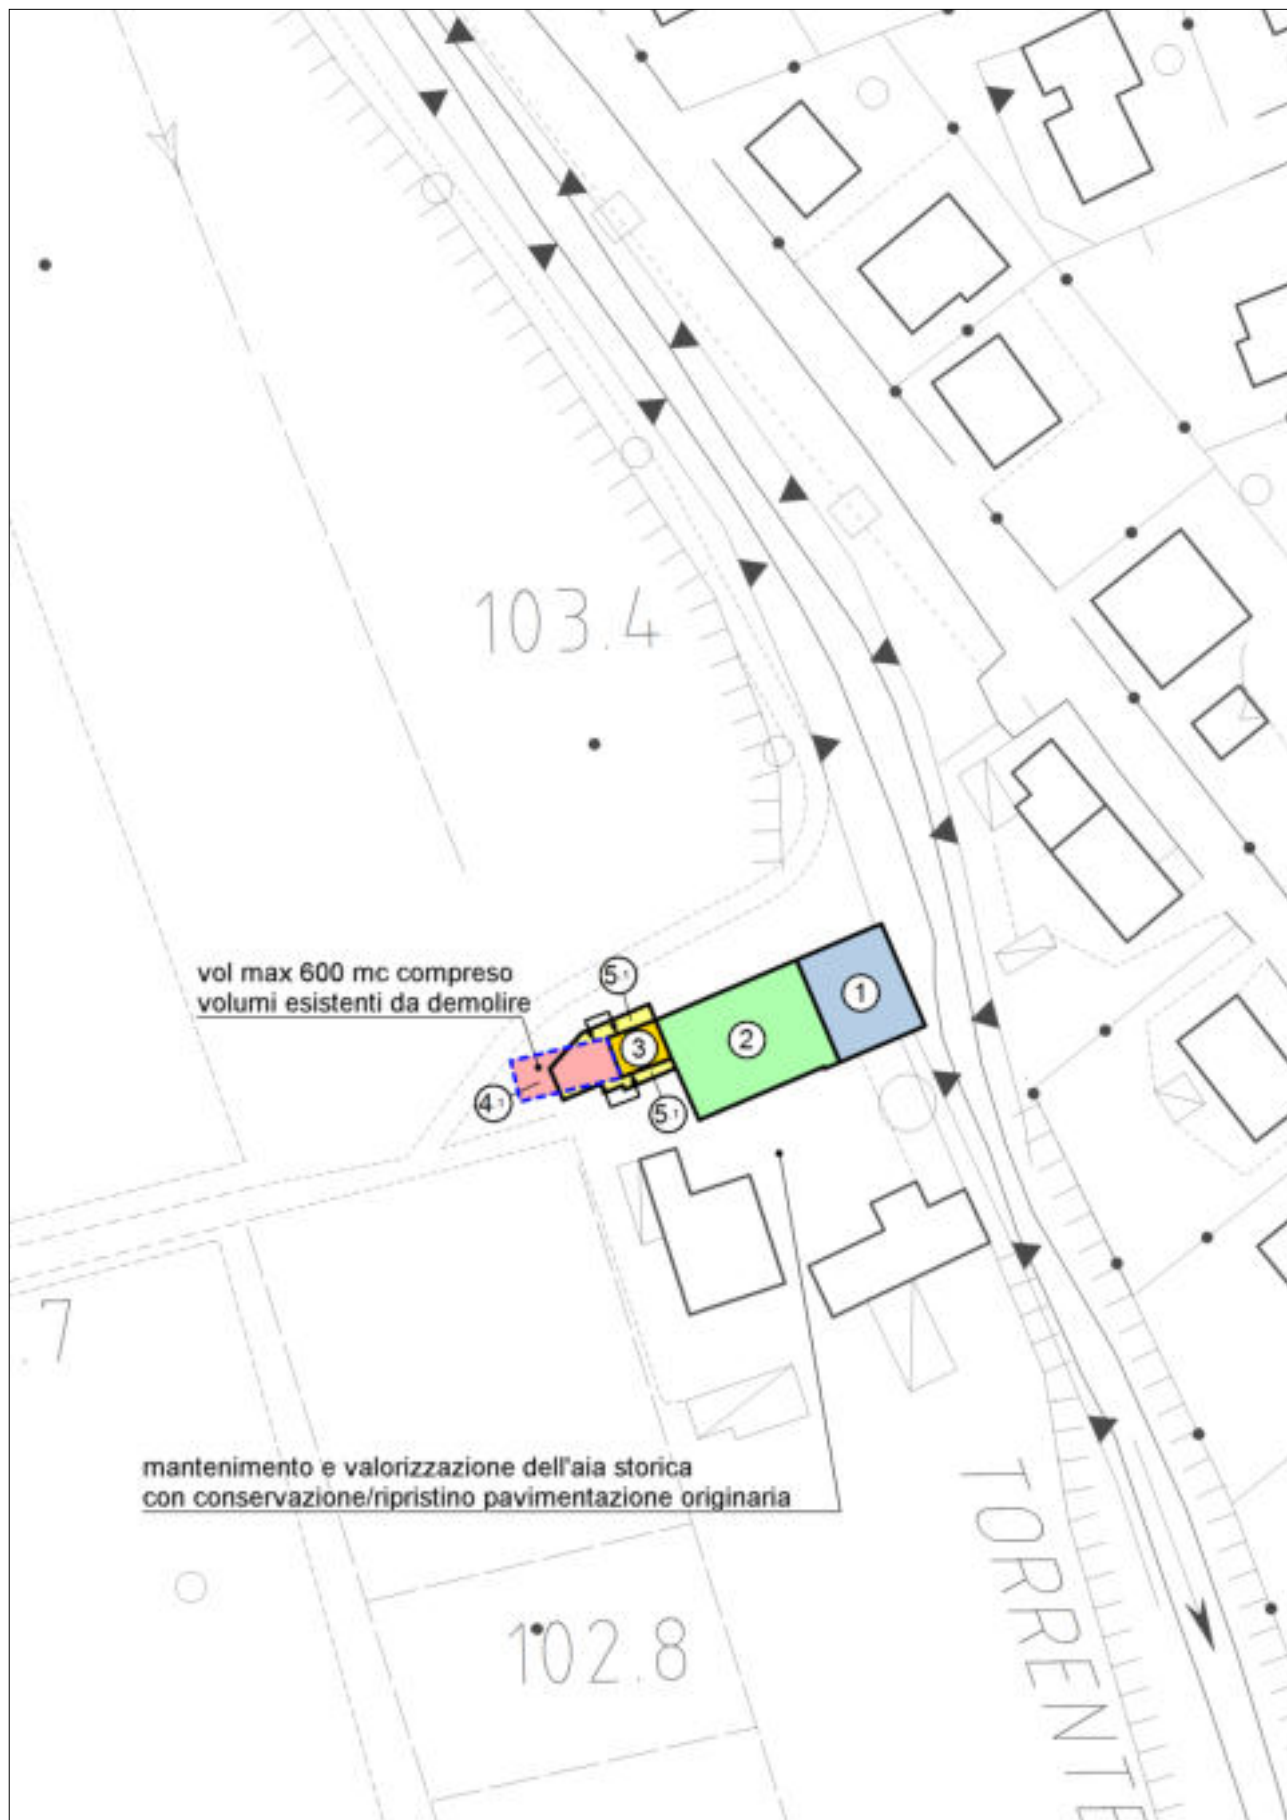 103.4
vol max 600 mc compreso
volumi esistenti da demolire
5.1
1
2
3
4.1
5.1
.7
mantenimento e valorizzazione dell'aia storica
con conservazione/ripristino pavimentazione originaria
102.8
TORRENTE